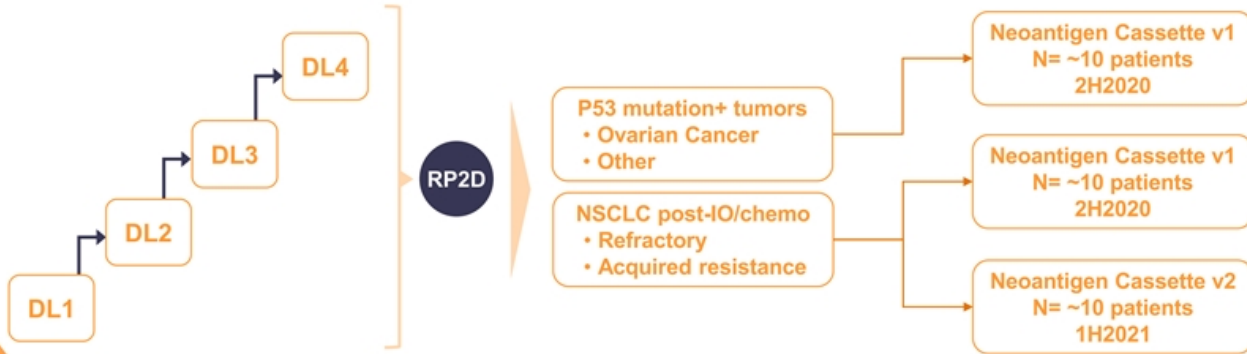 DL1
DL2
DL3
DL4
RP2D
P53 mutation+ tumors
• Ovarian Cancer
• Other
NSCLC post-IO/chemo
• Refractory
• Acquired resistance
Neoantigen Cassette v1
N= ~10 patients
2H2020
Neoantigen Cassette v1
N= ~10 patients
2H2020
Neoantigen Cassette v2
N= ~10 patients
1H2021